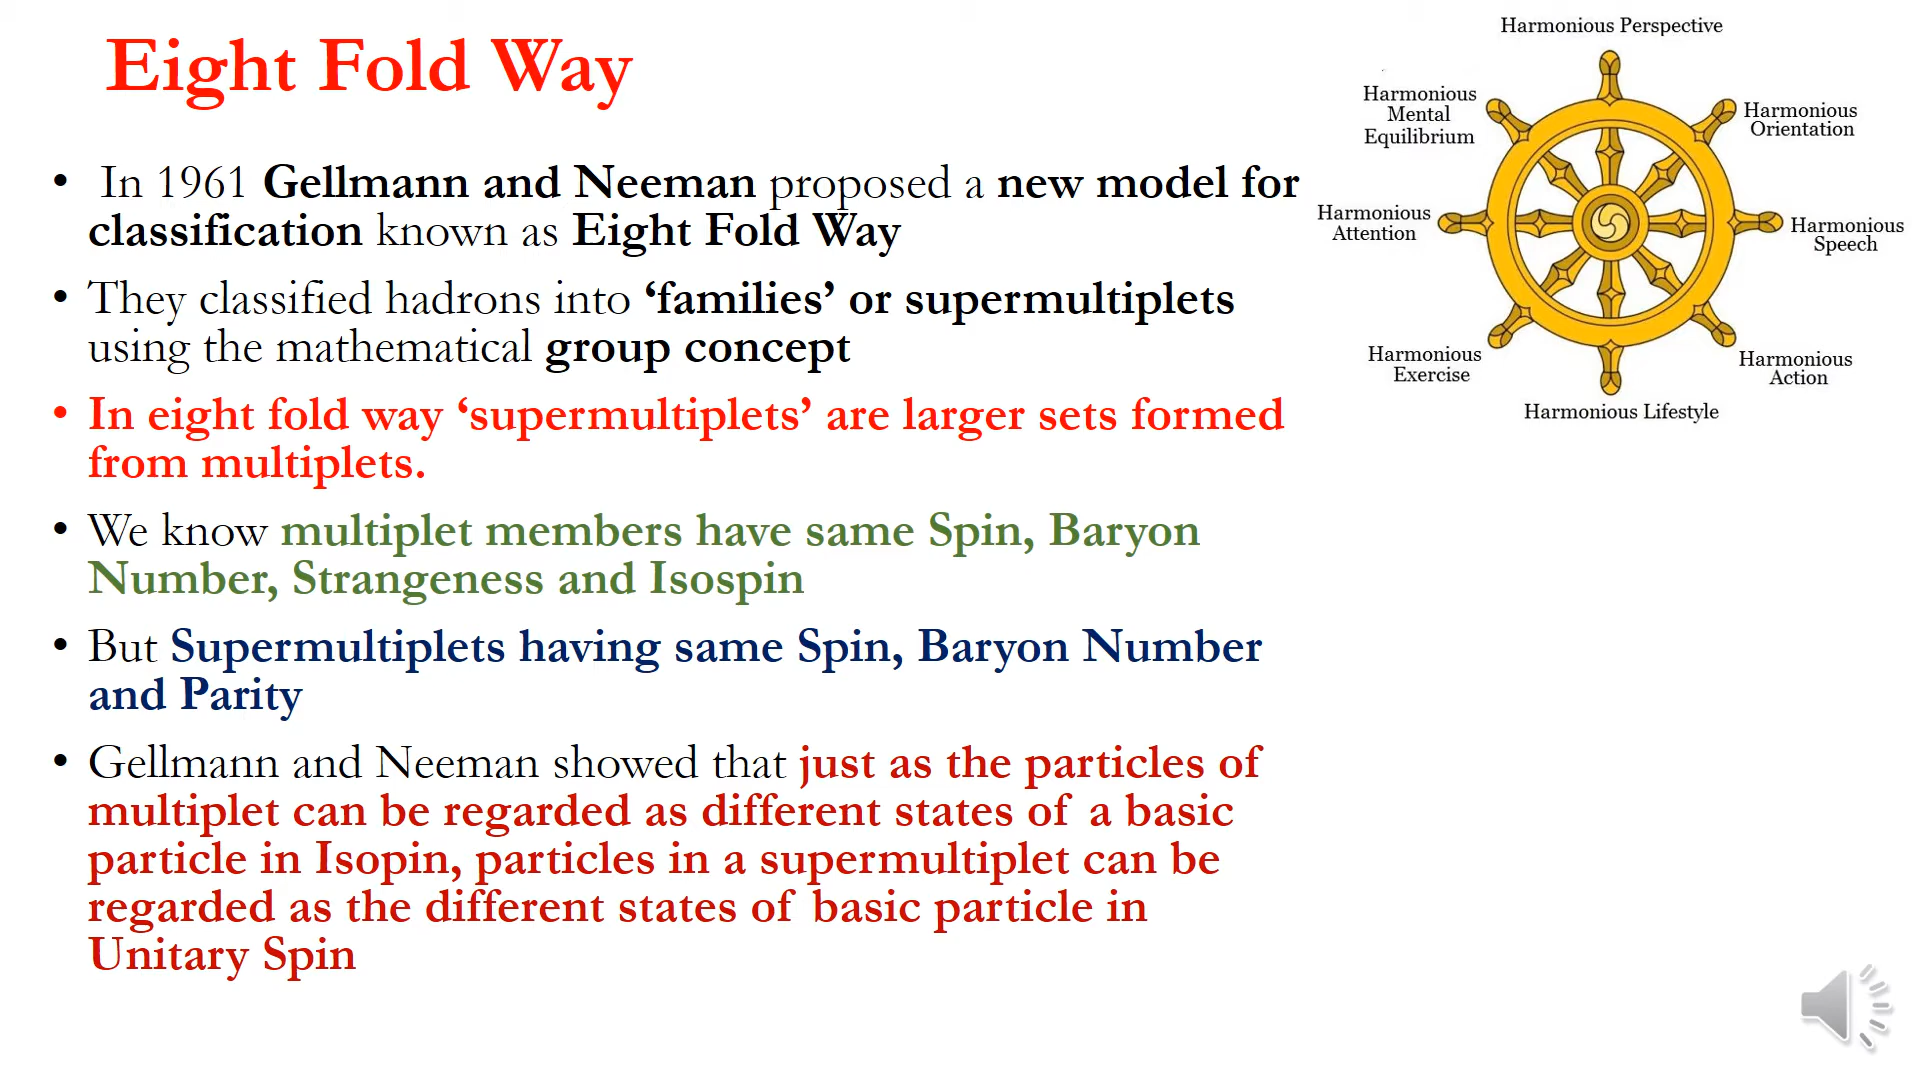 Eight Fold Way
• In 1961 Gellmann and Neeman proposed a new model for
classification known as Eight Fold Way
• They classified hadrons into ‘families’ or supermultiplets
using the mathematical group concept
• In eight fold way ‘supermultiplets’ are larger sets formed
from multiplets.
• We know multiplet members have same Spin, Baryon
Number, Strangeness and Isospin
• But Supermultiplets having same Spin, Baryon Number
and Parity
• Gellmann and Neeman showed that just as the particles of
multiplet can be regarded as different states of a basic
particle in Isopin, particles in a supermultiplet can be
regarded as the different states of basic particle in
Unitary Spin
Harmonious Perspective
Harmonious
Orientation
Harmonious
Speech
Harmonious
Action
Harmonious Lifestyle
Harmonious
Exercise
Harmonious
Attention
Harmonious
Mental
Equilibrium